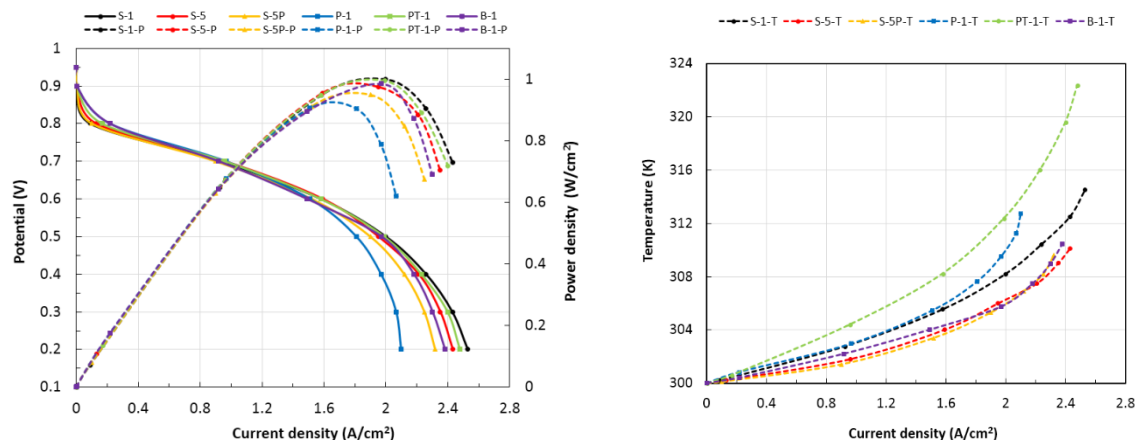 S-1 S-5 S-5P P-1 PT-1 B-1
S-1-P S-5-P S-5P-P P-1-P PT-1-P B-1-P
1
0.9
0.8
0.7
0.6
0.5
0.4
0.3
0.2
0.1
Potential (V)
0 0.4 0.8 1.2 1.6 2 2.4 2.8
Current density (A/cm²)
1
0.8
0.6
0.4
0.2
0
Power density (W/cm²)
S-1-T S-5-T S-5P-T P-1-T PT-1-T B-1-T
324
320
316
312
308
304
300
Temperature (K)
0 0.4 0.8 1.2 1.6 2 2.4 2.8
Current density (A/cm²)